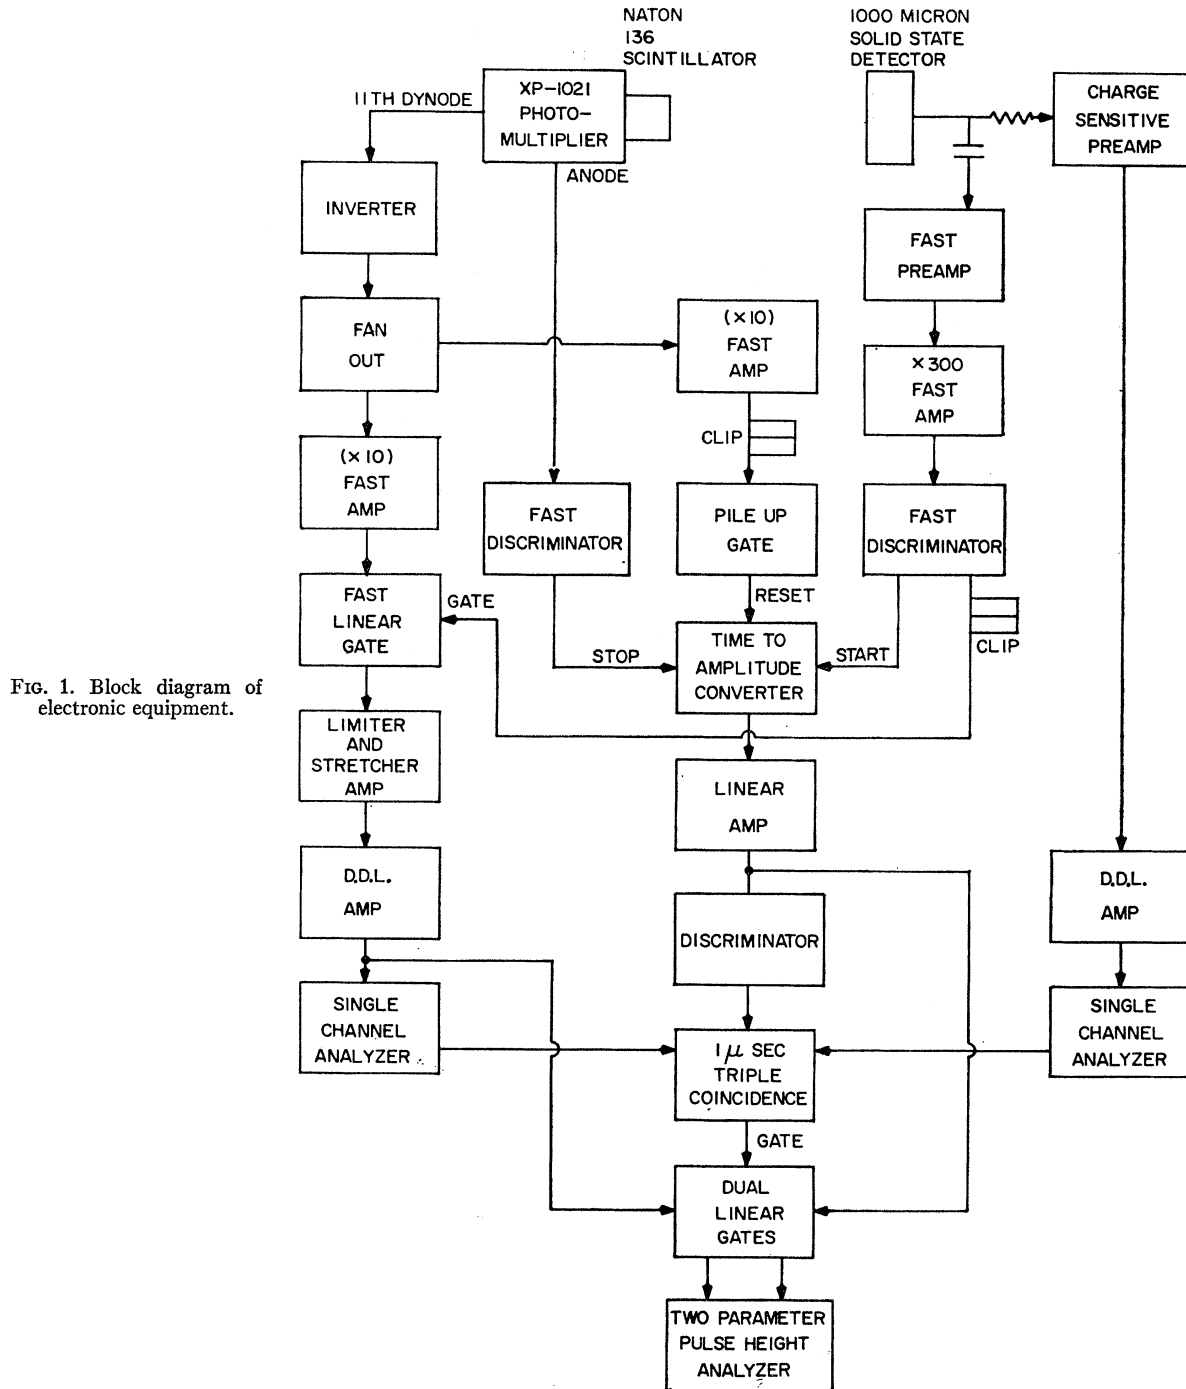 NATON
136
SCINTILLATOR
1000 MICRON
SOLID STATE
DETECTOR
11TH DYNODE
XP-1021
PHOTO-
MULTIPLIER
CHARGE
SENSITIVE
PREAMP
ANODE
INVERTER
FAST
PREAMP
FAN
OUT
(×10)
FAST
AMP
×300
FAST
AMP
CLIP
(×10)
FAST
AMP
FAST
DISCRIMINATOR
PILE UP
GATE
FAST
DISCRIMINATOR
FAST
LINEAR
GATE
GATE
RESET
CLIP
STOP
TIME TO
AMPLITUDE
CONVERTER
START
FIG. 1. Block diagram of
electronic equipment.
LIMITER
AND
STRETCHER
AMP
LINEAR
AMP
D.D.L.
AMP
D.D.L.
AMP
DISCRIMINATOR
SINGLE
CHANNEL
ANALYZER
1 μ SEC
TRIPLE
COINCIDENCE
SINGLE
CHANNEL
ANALYZER
GATE
DUAL
LINEAR
GATES
TWO PARAMETER
PULSE HEIGHT
ANALYZER